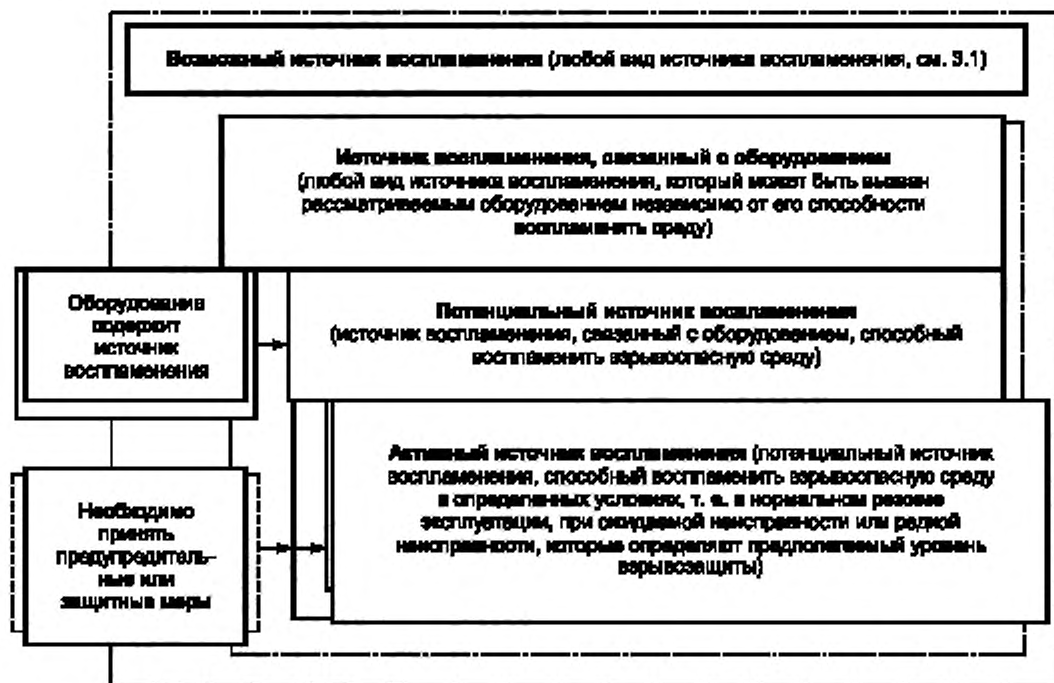 Возможный источник воспламенения (любой вид источника воспламенения, см. 3.1)
Источник воспламенения, связанный с оборудованием
(любой вид источника воспламенения, который может быть вызван
рассматриваемым оборудованием независимо от его способности
воспламенять среду)
Оборудование
содержит
источник
воспламенения
Потенциальный источник воспламенения
(источник воспламенения, связанный с оборудованием, способный
воспламенить взрывоопасную среду)
Активный источник воспламенения (потенциальный источник
воспламенения, способный воспламенить взрывоопасную среду
в определенных условиях, т. е. в нормальном режиме
эксплуатации, при ожидаемой неисправности или редкой
неисправности, которые определяют предполагаемый уровень
взрывозащиты)
Необходимо
принять
предупредитель-
ные или
защитные меры